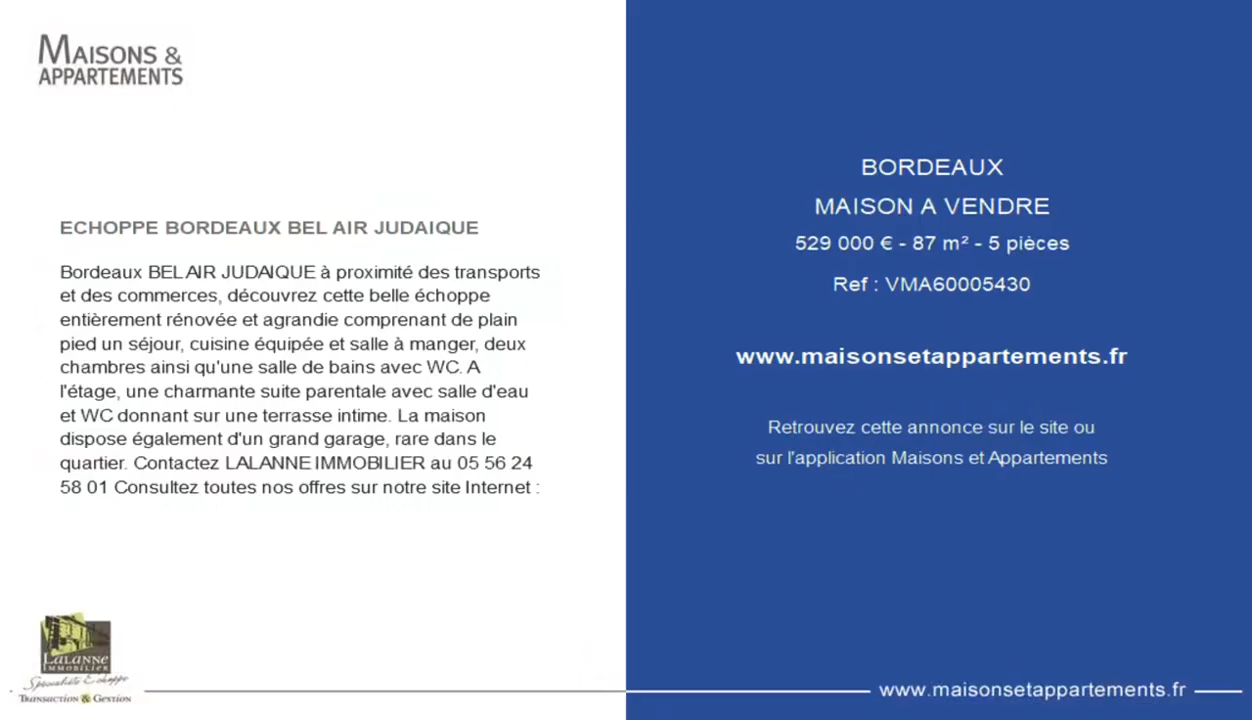 MAISONS &
APPARTEMENTS
ECHOPPE BORDEAUX BEL AIR JUDAIQUE
Bordeaux BEL AIR JUDAIQUE à proximité des transports
et des commerces, découvrez cette belle échoppe
entièrement rénovée et agrandie comprenant de plain
pied un séjour, cuisine équipée et salle à manger, deux
chambres ainsi qu'une salle de bains avec WC. A
l'étage, une charmante suite parentale avec salle d'eau
et WC donnant sur une terrasse intime. La maison
dispose également d'un grand garage, rare dans le
quartier. Contactez LALANNE IMMOBILIER au 05 56 24
58 01 Consultez toutes nos offres sur notre site Internet :
LALANNE
IMMOBILIER
Spécialiste Echoppe
TRANSACTION & GESTION
BORDEAUX
MAISON A VENDRE
529 000 € - 87 m² - 5 pièces
Ref : VMA60005430
www.maisonsetappartements.fr
Retrouvez cette annonce sur le site ou
sur l'application Maisons et Appartements
www.maisonsetappartements.fr